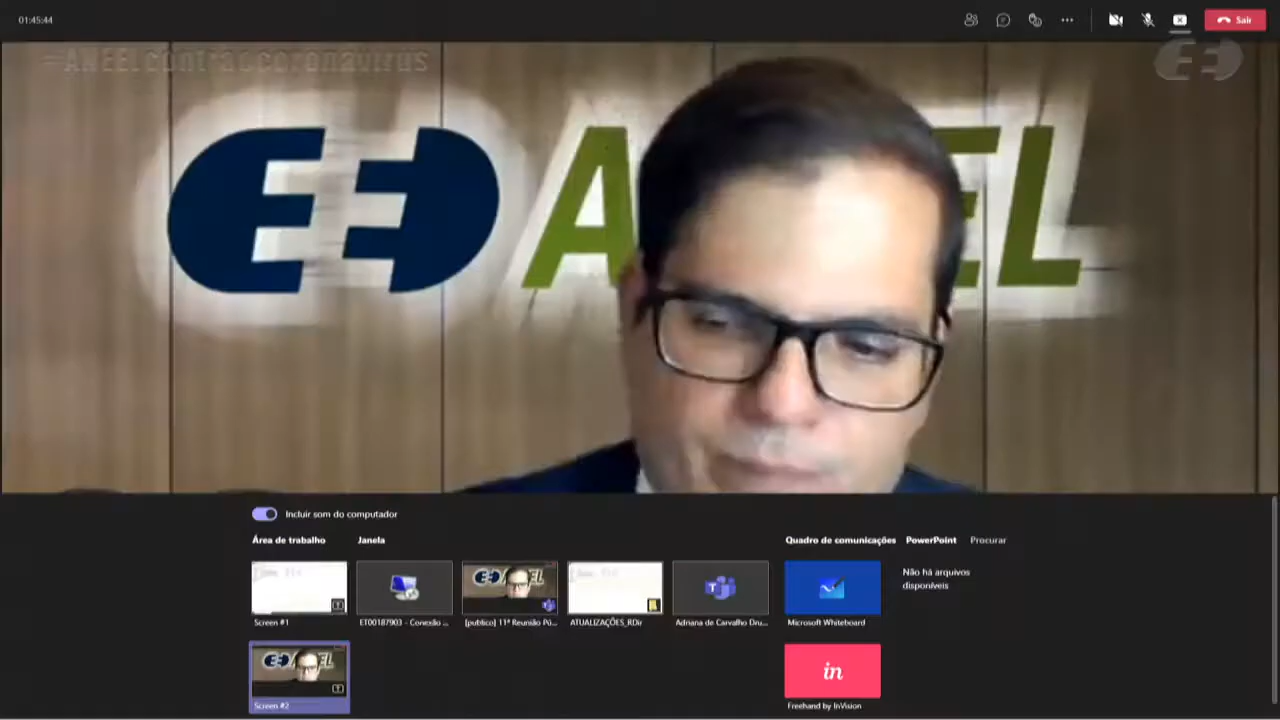 01:45:44
Sair
#ANEELcontraocoronavirus
ANEEL
Incluir som do computador
Área de trabalho
Janela
Quadro de comunicações
PowerPoint
Procurar
Não há arquivos
disponíveis
Screen #1
ET00187903 - Conexão ...
[publico] 11ª Reunião Pú...
ATUALIZAÇÕES_RDir
Adriana de Carvalho Dru...
Microsoft Whiteboard
in
Screen #2
Freehand by InVision